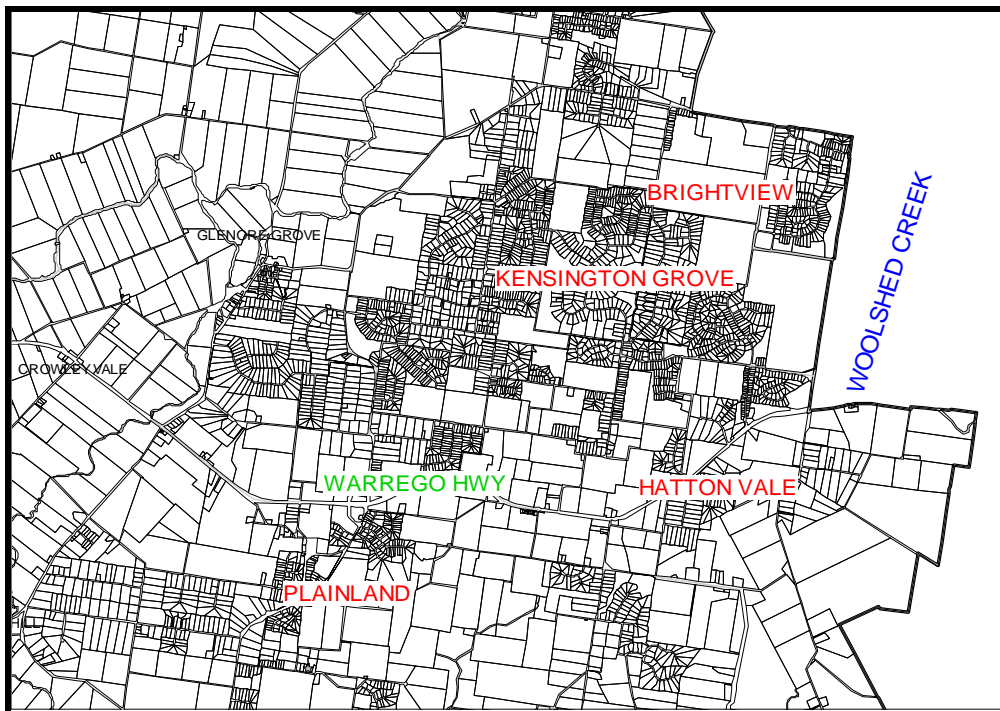 BRIGHTVIEW
WOOLSHED CREEK
GLENORE GROVE
KENSINGTON GROVE
CROWLEY VALE
WARREGO HWY
HATTON VALE
PLAINLAND